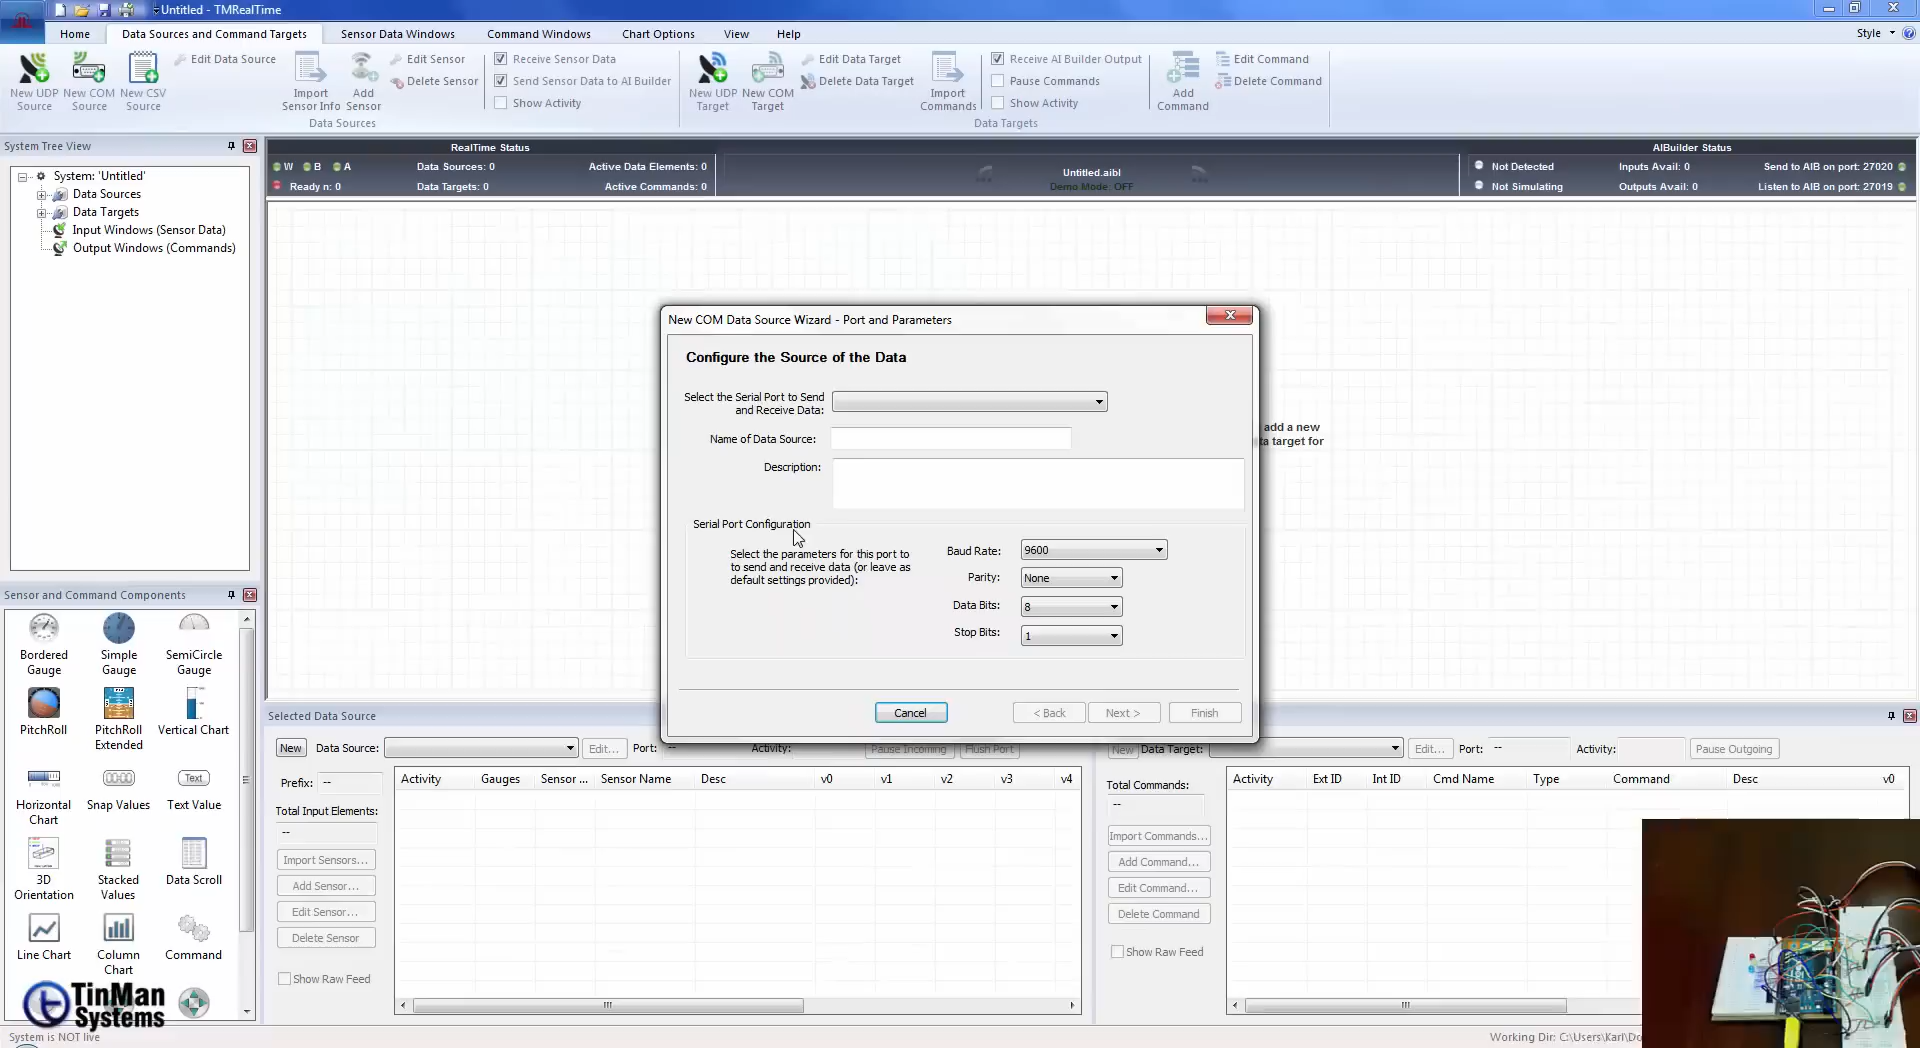 Untitled - TMRealTime
Home
Data Sources and Command Targets
Sensor Data Windows
Command Windows
Chart Options
View
Help
Style
New UDP Source
New COM Source
New CSV Source
Edit Data Source
Import Sensor Info
Add Sensor
Edit Sensor
Delete Sensor
Receive Sensor Data
Send Sensor Data to AI Builder
Show Activity
Data Sources
New UDP Target
New COM Target
Edit Data Target
Delete Data Target
Import Commands
Receive AI Builder Output
Pause Commands
Show Activity
Add Command
Edit Command
Delete Command
Data Targets
System Tree View
System: 'Untitled'
Data Sources
Data Targets
Input Windows (Sensor Data)
Output Windows (Commands)
RealTime Status
W B A
Data Sources: 0
Active Data Elements: 0
Ready n: 0
Data Targets: 0
Active Commands: 0
Untitled.aibl
Demo Mode: OFF
AIBuilder Status
Not Detected
Inputs Avail: 0
Send to AIB on port: 27020
Not Simulating
Outputs Avail: 0
Listen to AIB on port: 27019
add a new
ta target for
New COM Data Source Wizard - Port and Parameters
Configure the Source of the Data
Select the Serial Port to Send
and Receive Data:
Name of Data Source:
Description:
Serial Port Configuration
Select the parameters for this port to
to send and receive data (or leave as
default settings provided):
Baud Rate: 9600
Parity: None
Data Bits: 8
Stop Bits: 1
Cancel
< Back
Next >
Finish
Sensor and Command Components
Bordered Gauge
Simple Gauge
SemiCircle Gauge
PitchRoll
PitchRoll Extended
Vertical Chart
Horizontal Chart
Snap Values
Text
Text Value
3D Orientation
Stacked Values
Data Scroll
Line Chart
Column Chart
Command
TinMan
Systems
Selected Data Source
New
Data Source:
Edit...
Port: --
Activity:
Pause Incoming
Flush Port
Prefix: --
Total Input Elements:
--
Import Sensors...
Add Sensor...
Edit Sensor...
Delete Sensor
Show Raw Feed
Activity Gauges Sensor ... Sensor Name Desc v0 v1 v2 v3 v4
New
Data Target:
Edit...
Port: --
Activity:
Pause Outgoing
Total Commands:
--
Import Commands...
Add Command...
Edit Command...
Delete Command
Show Raw Feed
Activity Ext ID Int ID Cmd Name Type Command Desc v0
System is NOT live
Working Dir: C:\Users\Karl\Do